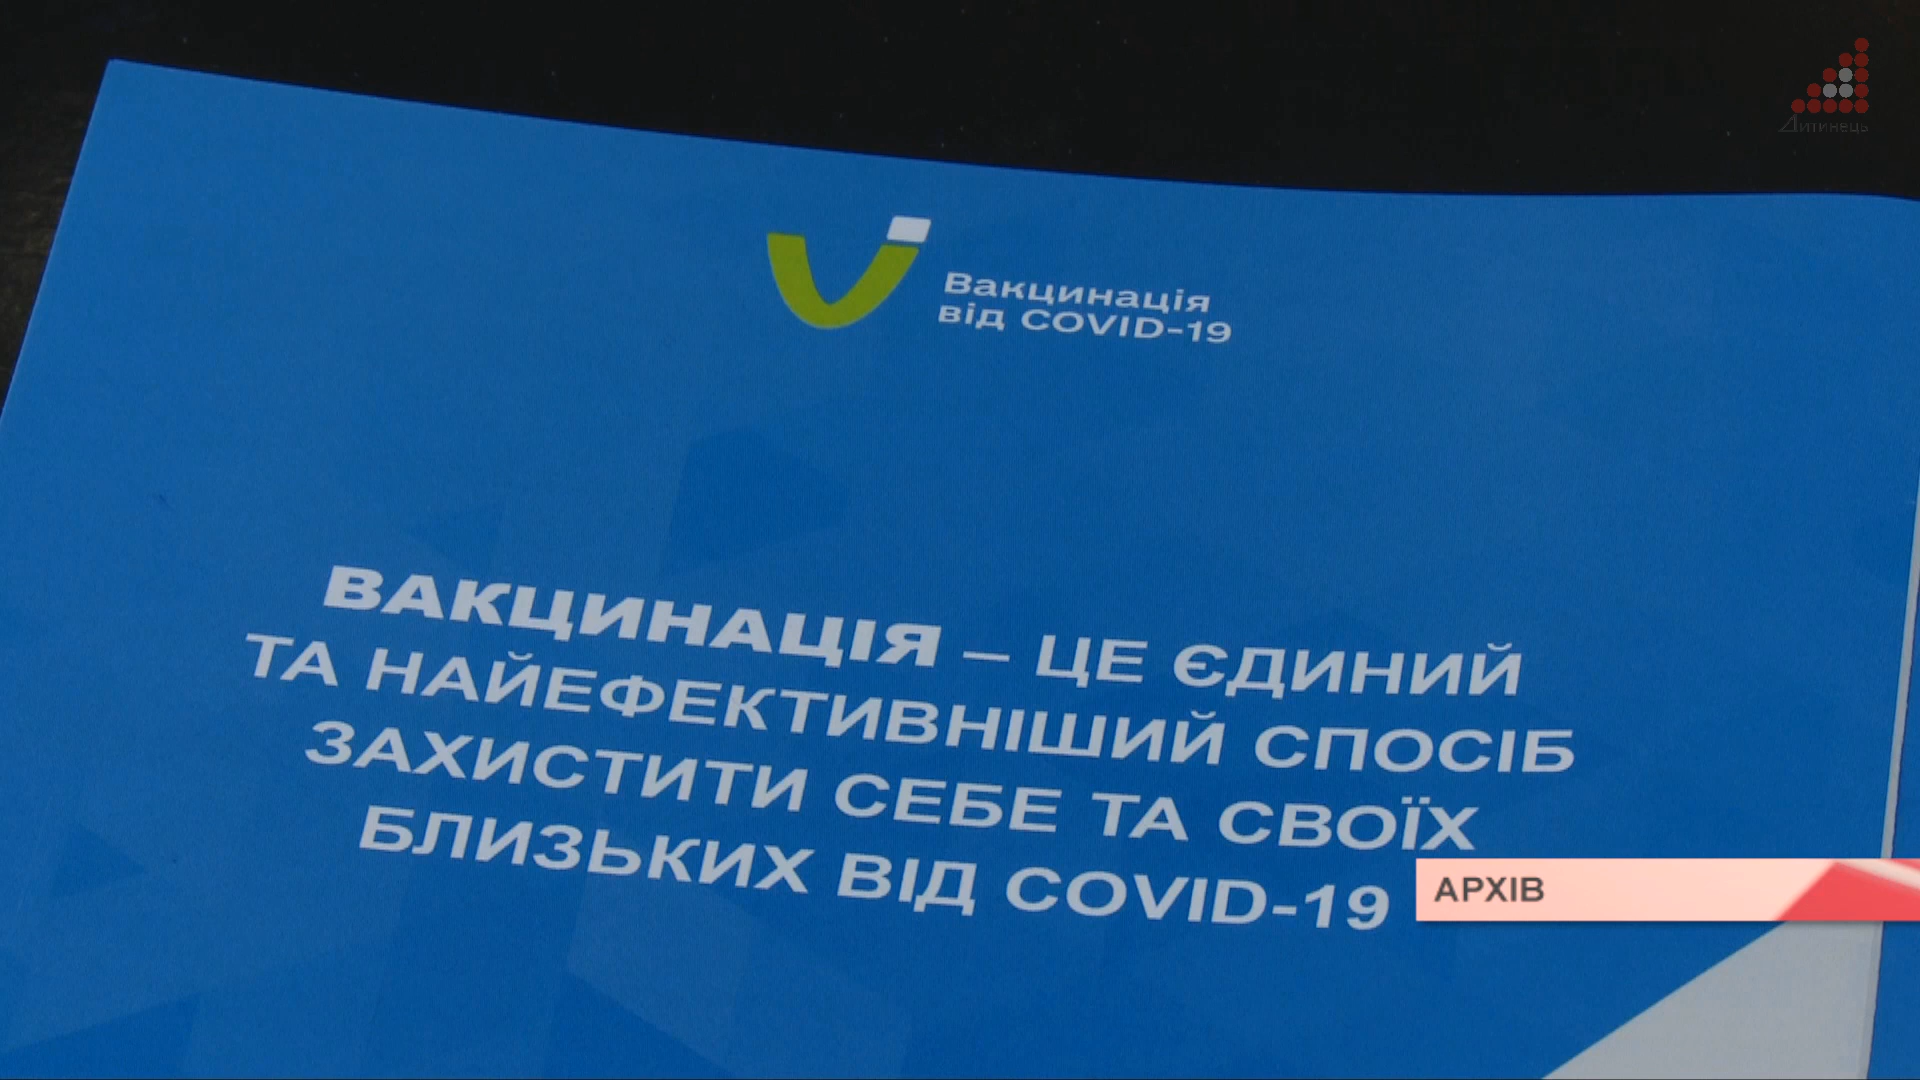 Дитинець
Вакцинація
від COVID-19
ВАКЦИНАЦІЯ – ЦЕ ЄДИНИЙ
ТА НАЙЕФЕКТИВНІШИЙ СПОСІБ
ЗАХИСТИТИ СЕБЕ ТА СВОЇХ
БЛИЗЬКИХ ВІД COVID-19
АРХІВ